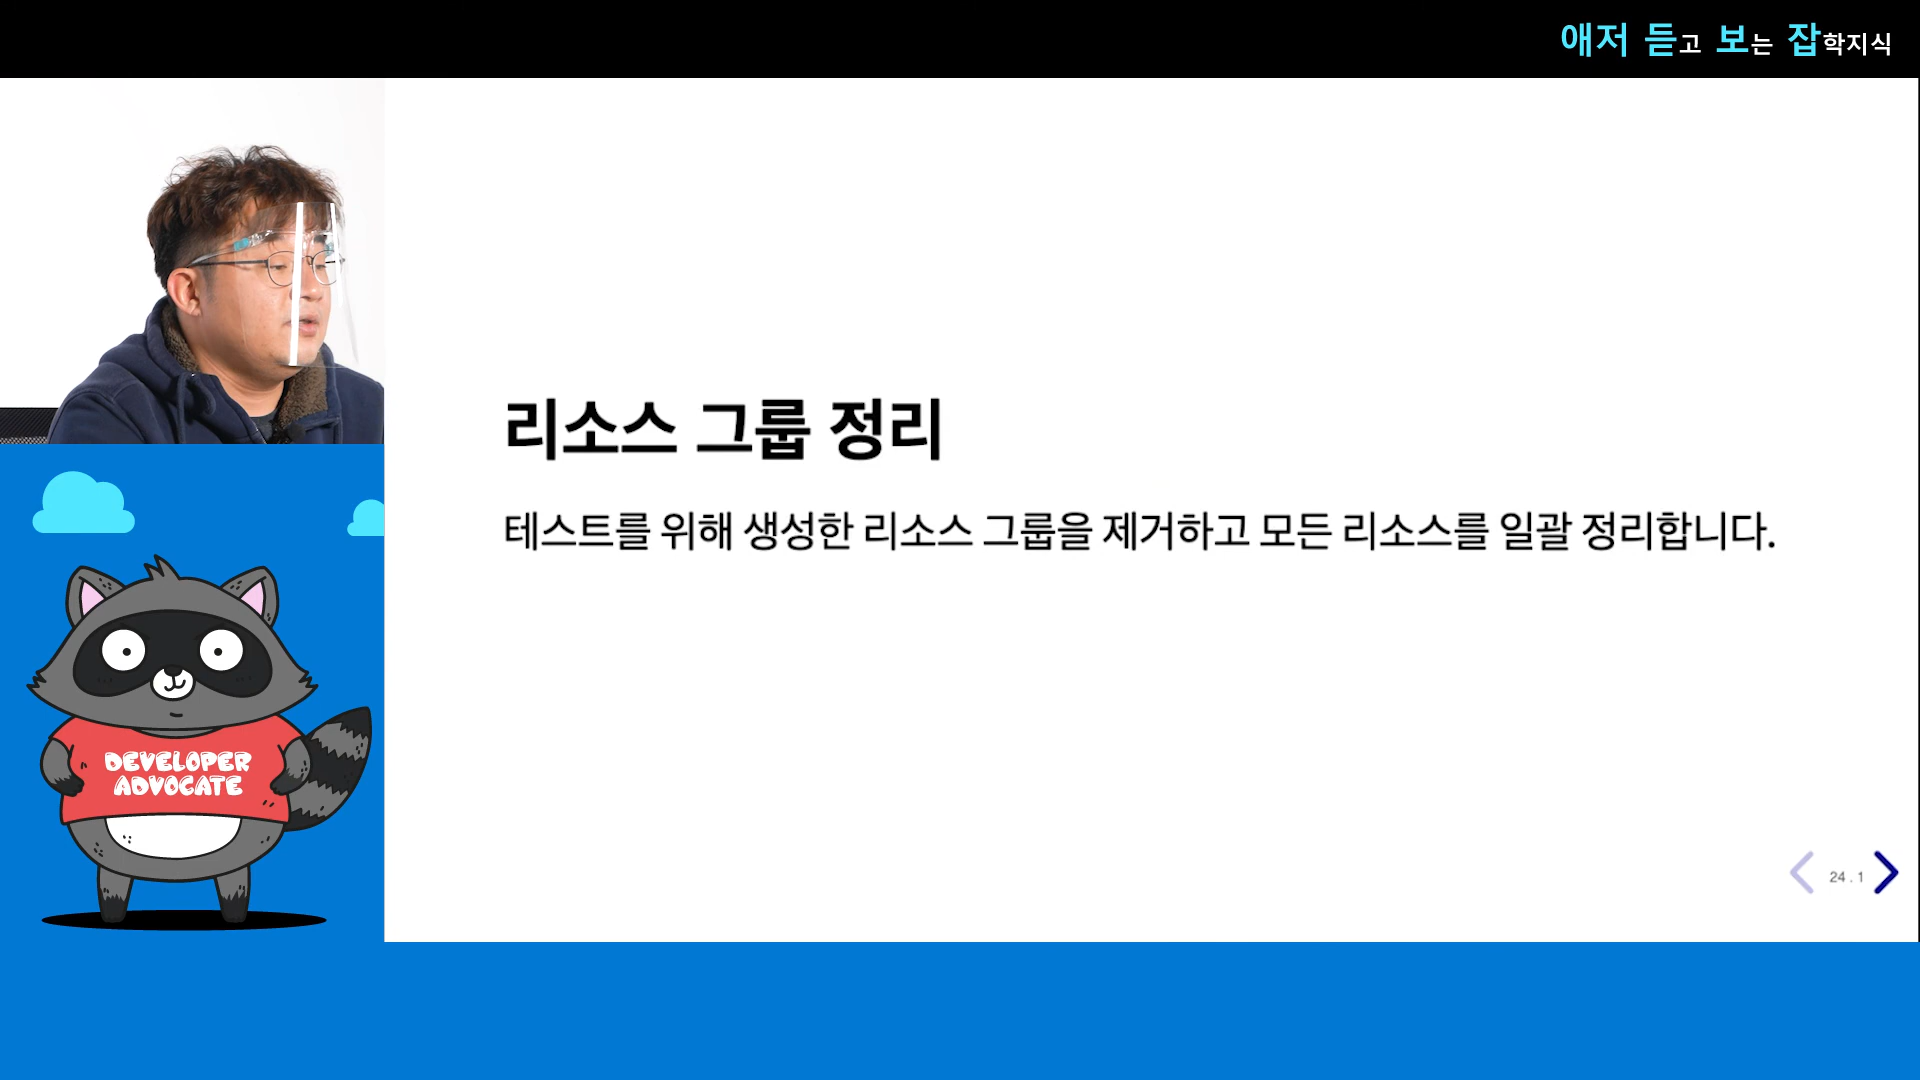 애저 듣고 보는 잡학지식
리소스 그룹 정리
테스트를 위해 생성한 리소스 그룹을 제거하고 모든 리소스를 일괄 정리합니다.
DEVELOPER
ADVOCATE
24 . 1